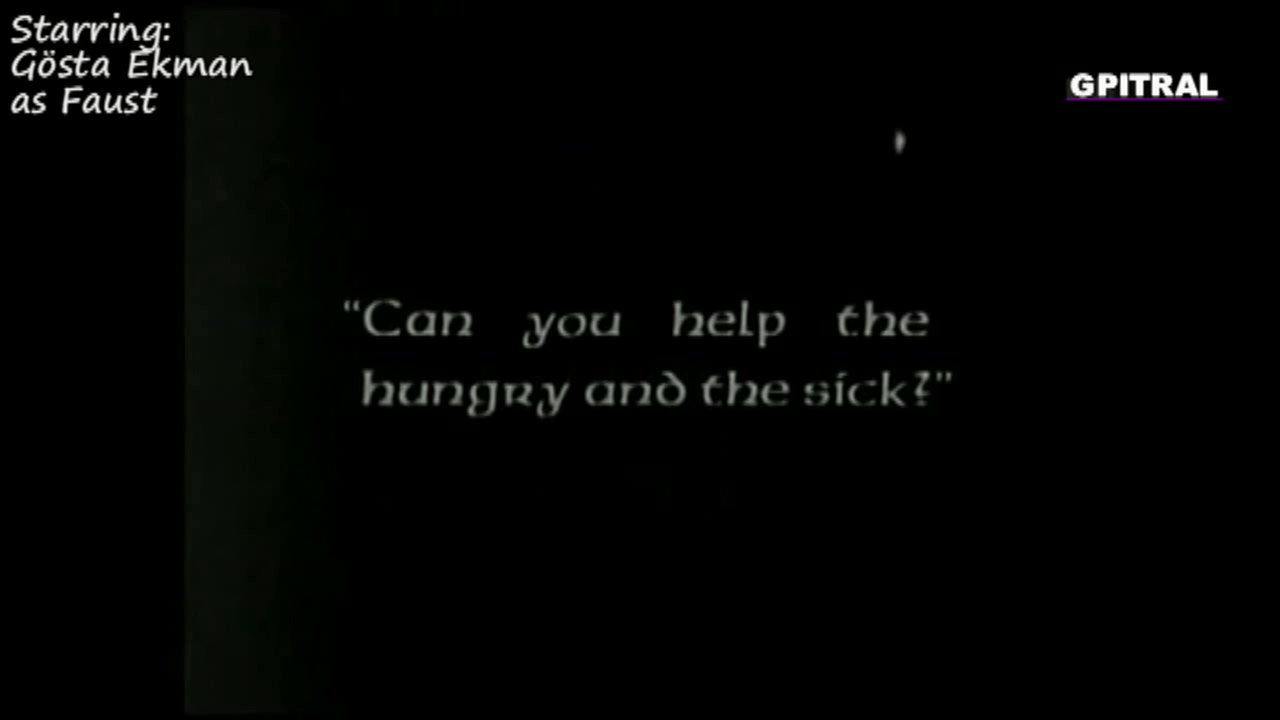 Starring:
Gösta Ekman
as Faust
GPITRAL
"Can you help the
hungry and the sick?"